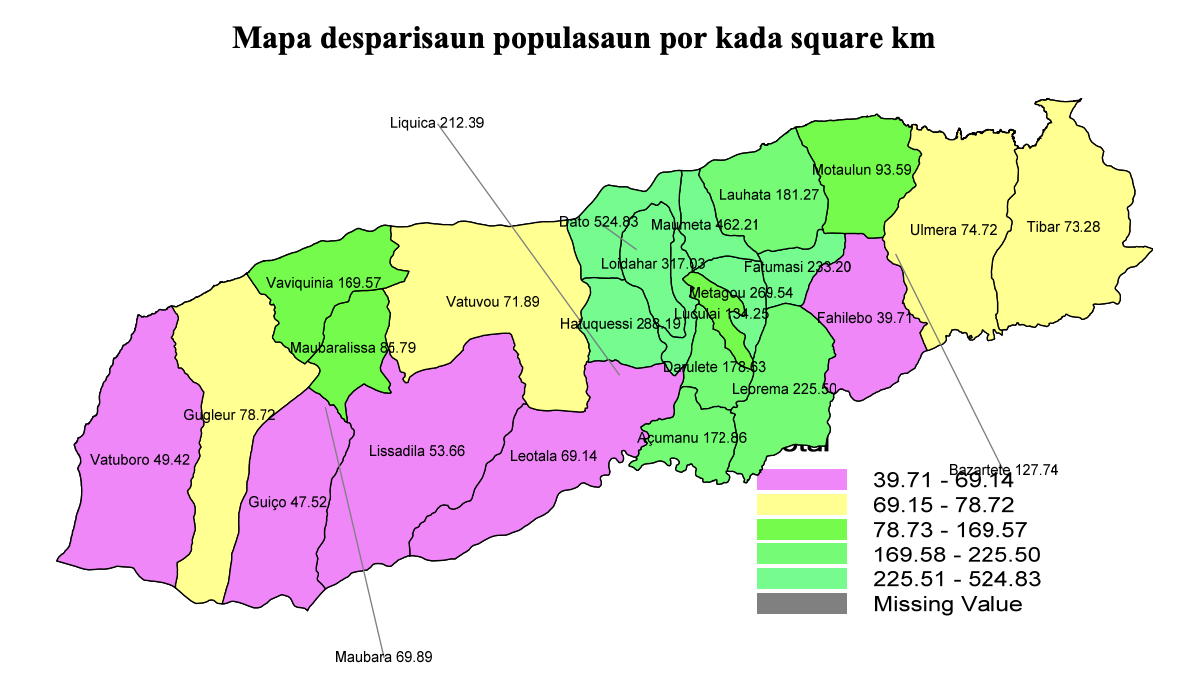 Mapa desparisaun populasaun por kada square km
Liquica 212.39
Motaulun 93.59
Lauhata 181.27
Dato 524.83
Maumeta 462.21
Ulmera 74.72
Tibar 73.28
Loidahar 317.03
Fatumasi 233.20
Vaviquinia 169.57
Metagou 269.54
Vatuvou 71.89
Luculai 134.25
Fahilebo 39.71
Hatuquessi 288.19
Maubaralissa 85.79
Darulete 178.63
Leorema 225.50
Gugleur 78.72
Açumanu 172.86
Lissadila 53.66
Leotala 69.14
Vatuboro 49.42
Bazartete 127.74
Guiço 47.52
39.71 - 69.14
69.15 - 78.72
78.73 - 169.57
169.58 - 225.50
225.51 - 524.83
Missing Value
Maubara 69.89